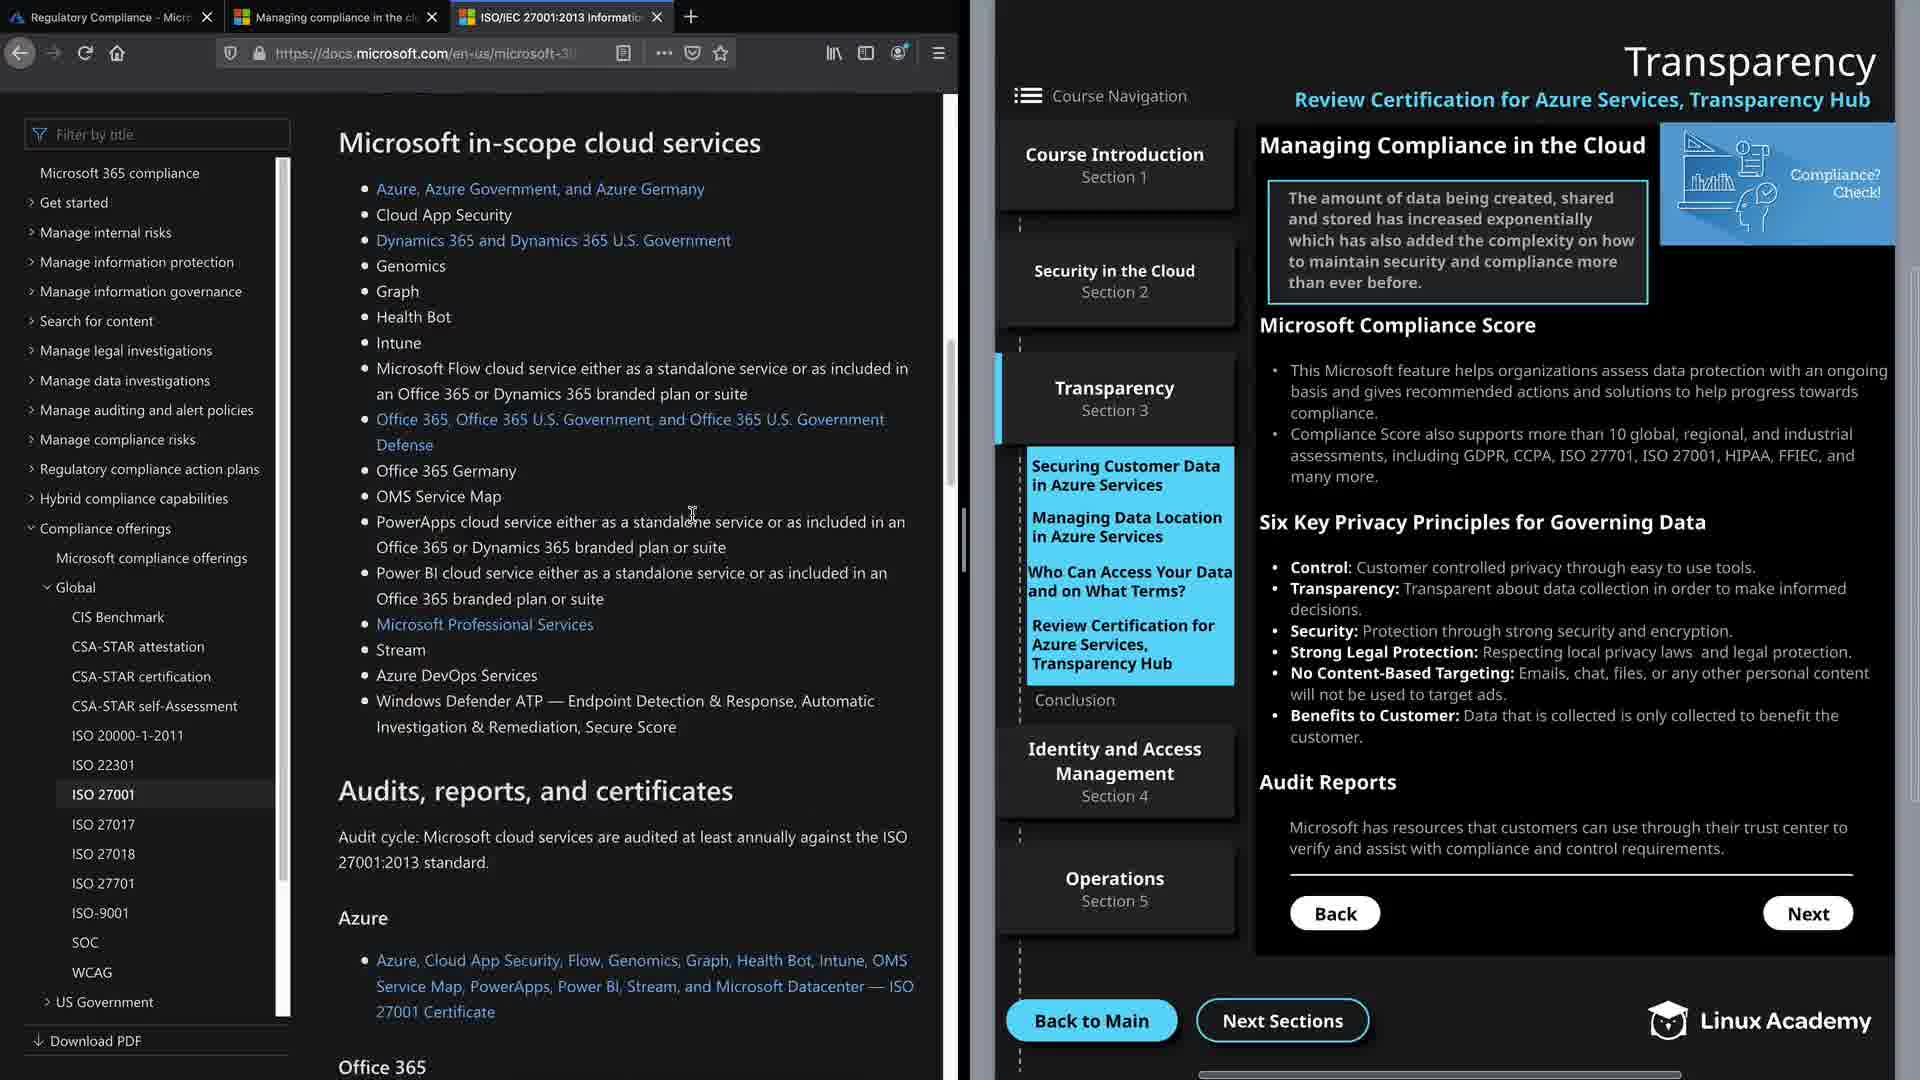 Regulatory Compliance - Micr
Managing compliance in the cl
ISO/IEC 27001:2013 Informatio
https://docs.microsoft.com/en-us/microsoft-3
Filter by title
Microsoft 365 compliance
Get started
Manage internal risks
Manage information protection
Manage information governance
Search for content
Manage legal investigations
Manage data investigations
Manage auditing and alert policies
Manage compliance risks
Regulatory compliance action plans
Hybrid compliance capabilities
Compliance offerings
Microsoft compliance offerings
Global
CIS Benchmark
CSA-STAR attestation
CSA-STAR certification
CSA-STAR self-Assessment
ISO 20000-1-2011
ISO 22301
ISO 27001
ISO 27017
ISO 27018
ISO 27701
ISO-9001
SOC
WCAG
US Government
Download PDF
Microsoft in-scope cloud services
Azure, Azure Government, and Azure Germany
Cloud App Security
Dynamics 365 and Dynamics 365 U.S. Government
Genomics
Graph
Health Bot
Intune
Microsoft Flow cloud service either as a standalone service or as included in
an Office 365 or Dynamics 365 branded plan or suite
Office 365, Office 365 U.S. Government, and Office 365 U.S. Government
Defense
Office 365 Germany
OMS Service Map
PowerApps cloud service either as a standalone service or as included in an
Office 365 or Dynamics 365 branded plan or suite
Power BI cloud service either as a standalone service or as included in an
Office 365 branded plan or suite
Microsoft Professional Services
Stream
Azure DevOps Services
Windows Defender ATP — Endpoint Detection & Response, Automatic
Investigation & Remediation, Secure Score
Audits, reports, and certificates
Audit cycle: Microsoft cloud services are audited at least annually against the ISO
27001:2013 standard.
Azure
Azure, Cloud App Security, Flow, Genomics, Graph, Health Bot, Intune, OMS
Service Map, PowerApps, Power BI, Stream, and Microsoft Datacenter — ISO
27001 Certificate
Office 365
Transparency
Course Navigation
Review Certification for Azure Services, Transparency Hub
Course Introduction
Section 1
Security in the Cloud
Section 2
Transparency
Section 3
Securing Customer Data
in Azure Services
Managing Data Location
in Azure Services
Who Can Access Your Data
and on What Terms?
Review Certification for
Azure Services,
Transparency Hub
Conclusion
Identity and Access
Management
Section 4
Operations
Section 5
Back to Main
Next Sections
Managing Compliance in the Cloud
Compliance?
Check!
The amount of data being created, shared
and stored has increased exponentially
which has also added the complexity on how
to maintain security and compliance more
than ever before.
Microsoft Compliance Score
This Microsoft feature helps organizations assess data protection with an ongoing
basis and gives recommended actions and solutions to help progress towards
compliance.
Compliance Score also supports more than 10 global, regional, and industrial
assessments, including GDPR, CCPA, ISO 27701, ISO 27001, HIPAA, FFIEC, and
many more.
Six Key Privacy Principles for Governing Data
Control: Customer controlled privacy through easy to use tools.
Transparency: Transparent about data collection in order to make informed
decisions.
Security: Protection through strong security and encryption.
Strong Legal Protection: Respecting local privacy laws and legal protection.
No Content-Based Targeting: Emails, chat, files, or any other personal content
will not be used to target ads.
Benefits to Customer: Data that is collected is only collected to benefit the
customer.
Audit Reports
Microsoft has resources that customers can use through their trust center to
verify and assist with compliance and control requirements.
Back
Next
Linux Academy